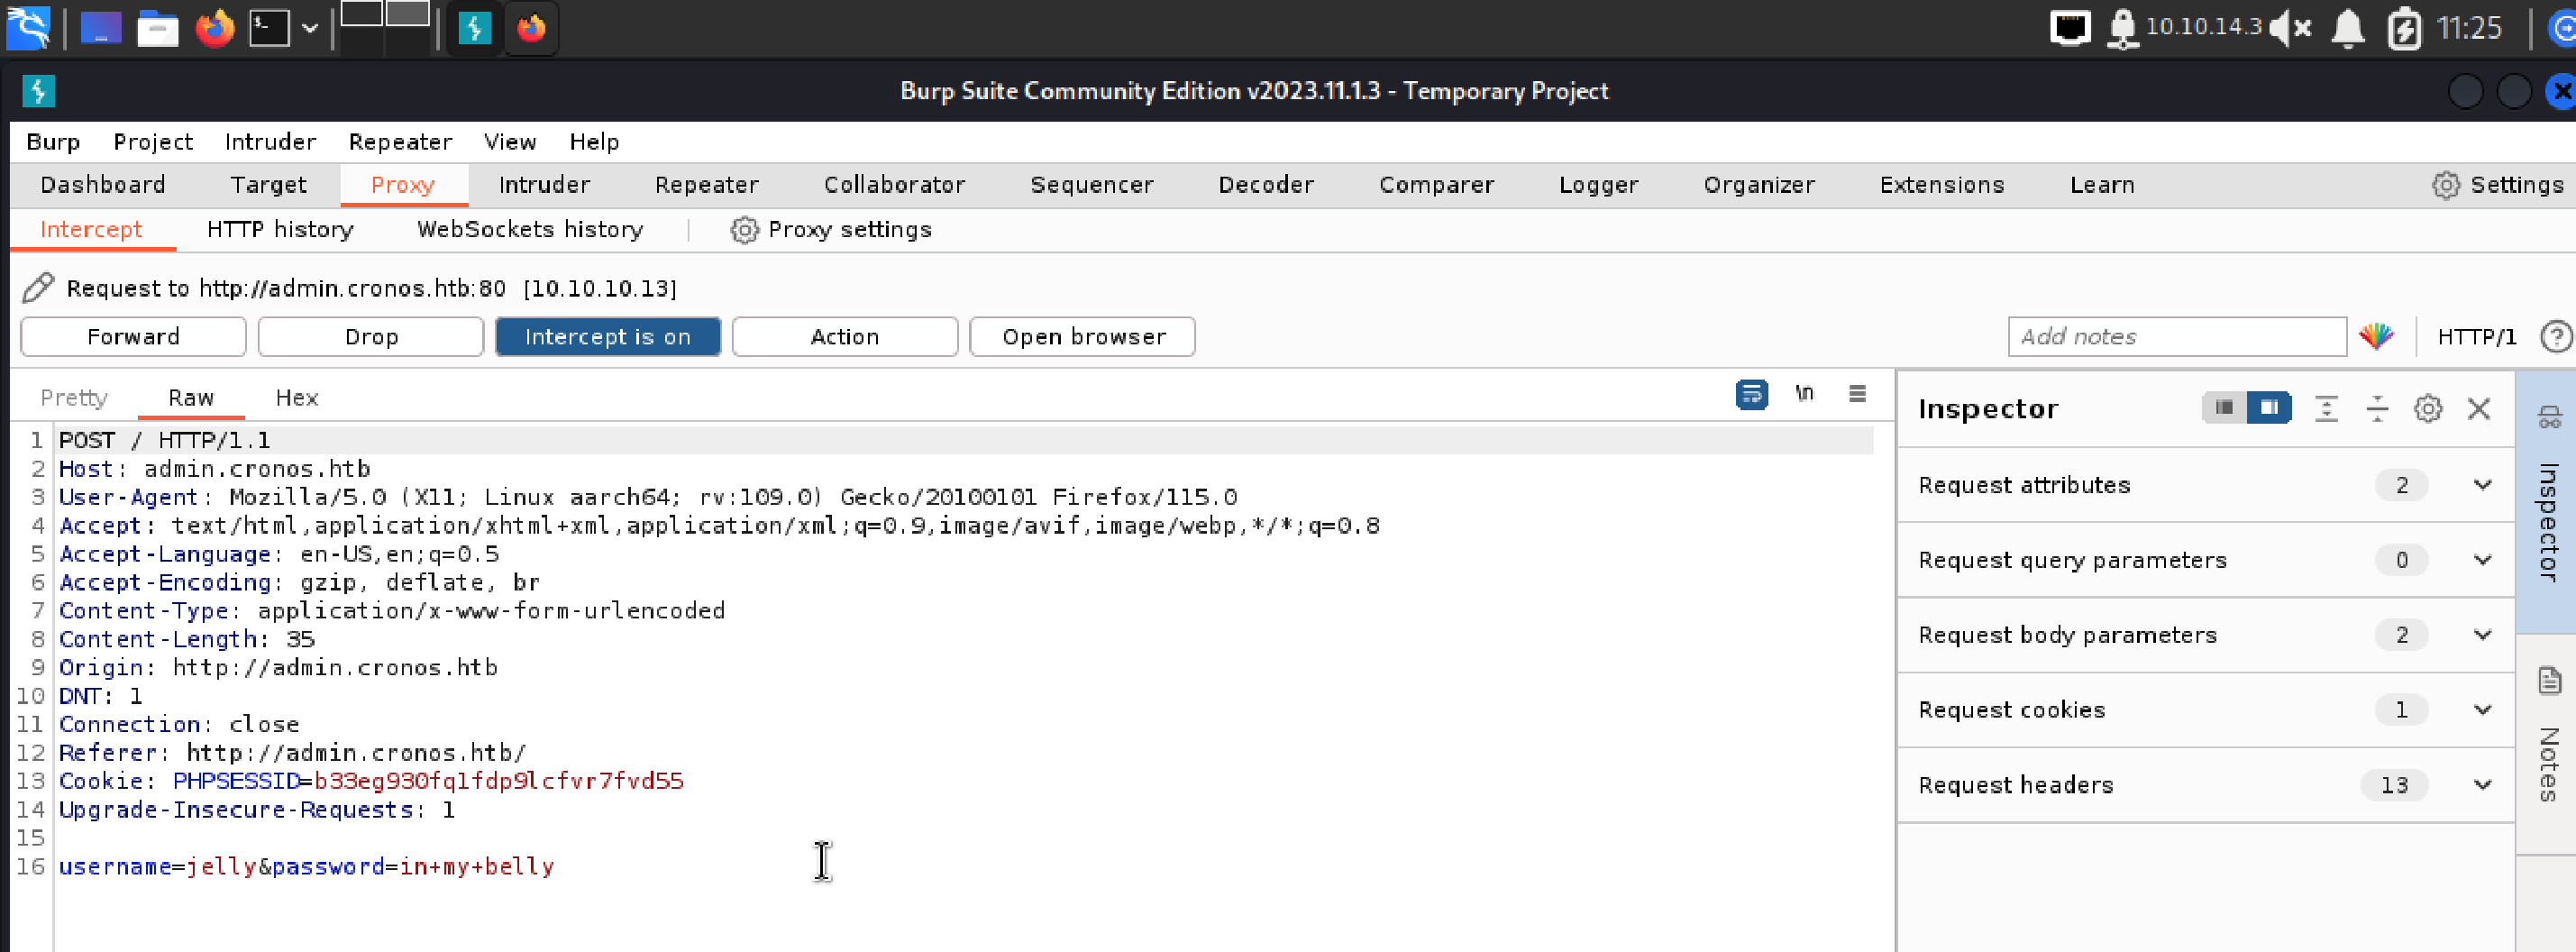 10.10.14.3 11:25
Burp Suite Community Edition v2023.11.1.3 - Temporary Project
Burp Project Intruder Repeater View Help
Dashboard Target Proxy Intruder Repeater Collaborator Sequencer Decoder Comparer Logger Organizer Extensions Learn Settings
Intercept HTTP history WebSockets history Proxy settings
Request to http://admin.cronos.htb:80 [10.10.10.13]
Forward Drop Intercept is on Action Open browser Add notes HTTP/1
Pretty Raw Hex \n
1 POST / HTTP/1.1
2 Host: admin.cronos.htb
3 User-Agent: Mozilla/5.0 (X11; Linux aarch64; rv:109.0) Gecko/20100101 Firefox/115.0
4 Accept: text/html,application/xhtml+xml,application/xml;q=0.9,image/avif,image/webp,*/*;q=0.8
5 Accept-Language: en-US,en;q=0.5
6 Accept-Encoding: gzip, deflate, br
7 Content-Type: application/x-www-form-urlencoded
8 Content-Length: 35
9 Origin: http://admin.cronos.htb
10 DNT: 1
11 Connection: close
12 Referer: http://admin.cronos.htb/
13 Cookie: PHPSESSID=b33eg930fq1fdp9lcfvr7fvd55
14 Upgrade-Insecure-Requests: 1
15
16 username=jelly&password=in+my+belly
Inspector
Request attributes 2
Request query parameters 0
Request body parameters 2
Request cookies 1
Request headers 13
Inspector
Notes